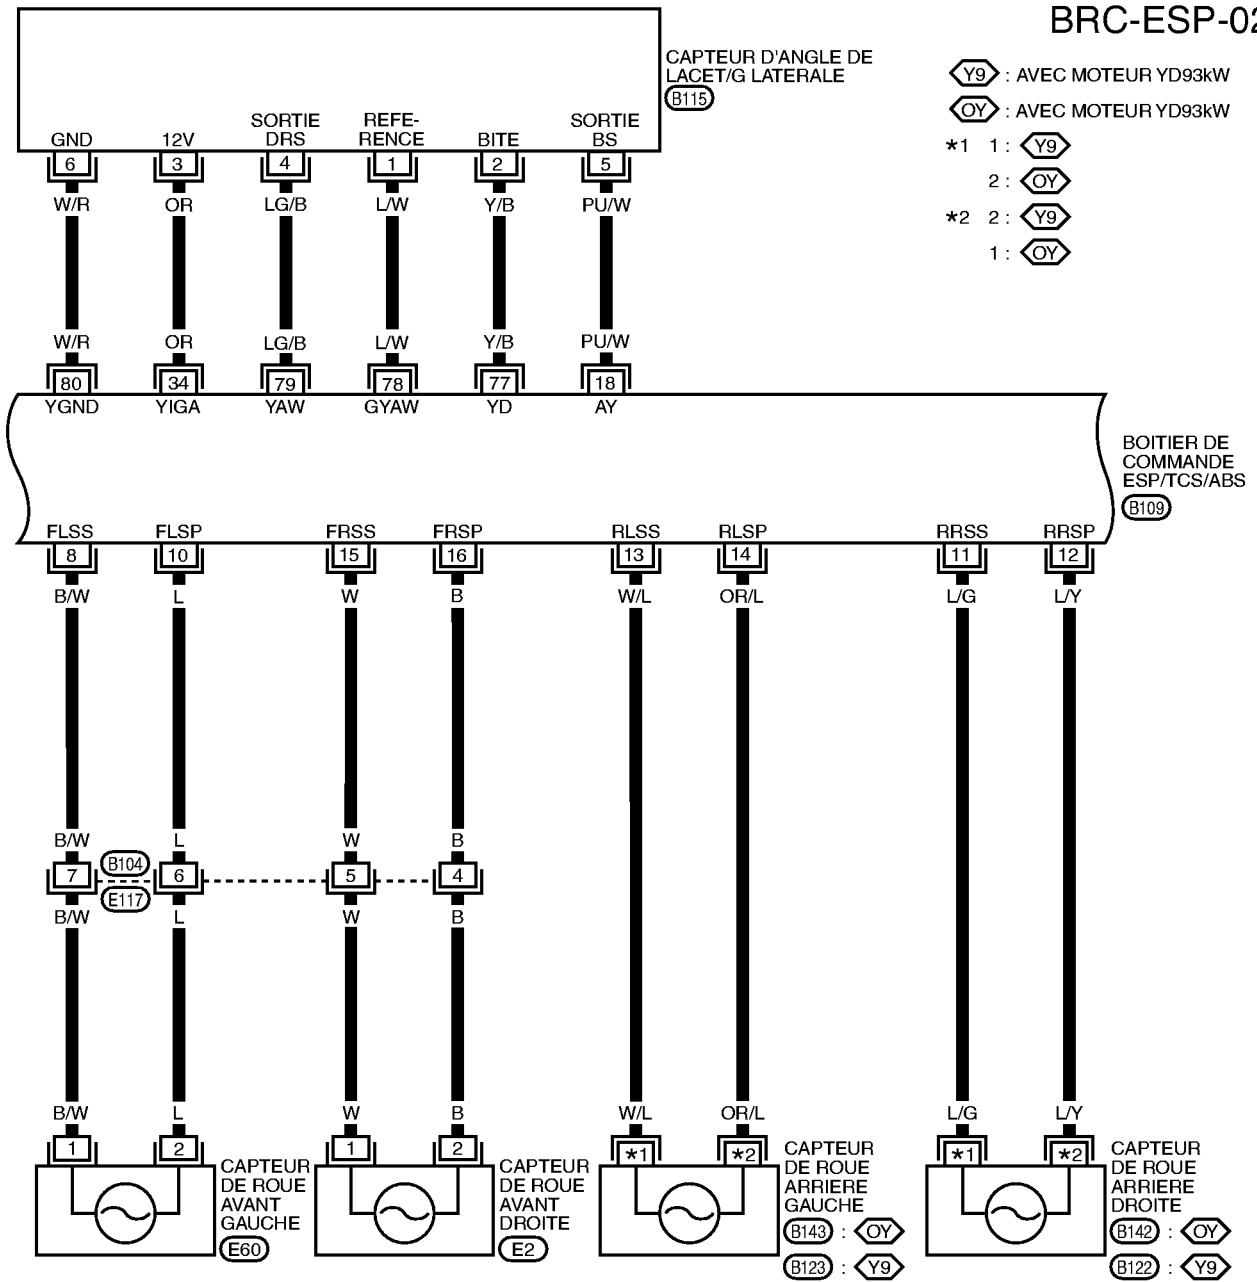 BRC-ESP-02
CAPTEUR D'ANGLE DE
LACET/G LATERALE
B115
Y9 : AVEC MOTEUR YD93kW
OY : AVEC MOTEUR YD93kW
*1 1 : Y9
2 : OY
*2 2 : Y9
1 : OY
GND 12V SORTIE DRS REFE-RENCE BITE SORTIE BS
6 3 4 1 2 5
W/R OR LG/B L/W Y/B PU/W
W/R OR LG/B L/W Y/B PU/W
80 34 79 78 77 18
YGND YIGA YAW GYAW YD AY
BOITIER DE
COMMANDE
ESP/TCS/ABS
B109
FLSS FLSP FRSS FRSP RLSS RLSP RRSS RRSP
8 10 15 16 13 14 11 12
B/W L W B W/L OR/L L/G L/Y
B/W L W B
7 B104 6 5 4
E117
B/W L W B
B/W L W B W/L OR/L L/G L/Y
1 2 1 2 *1 *2 *1 *2
CAPTEUR
DE ROUE
AVANT
GAUCHE
E60
CAPTEUR
DE ROUE
AVANT
DROITE
E2
CAPTEUR
DE ROUE
ARRIERE
GAUCHE
B143 : OY
B123 : Y9
CAPTEUR
DE ROUE
ARRIERE
DROITE
B142 : OY
B122 : Y9